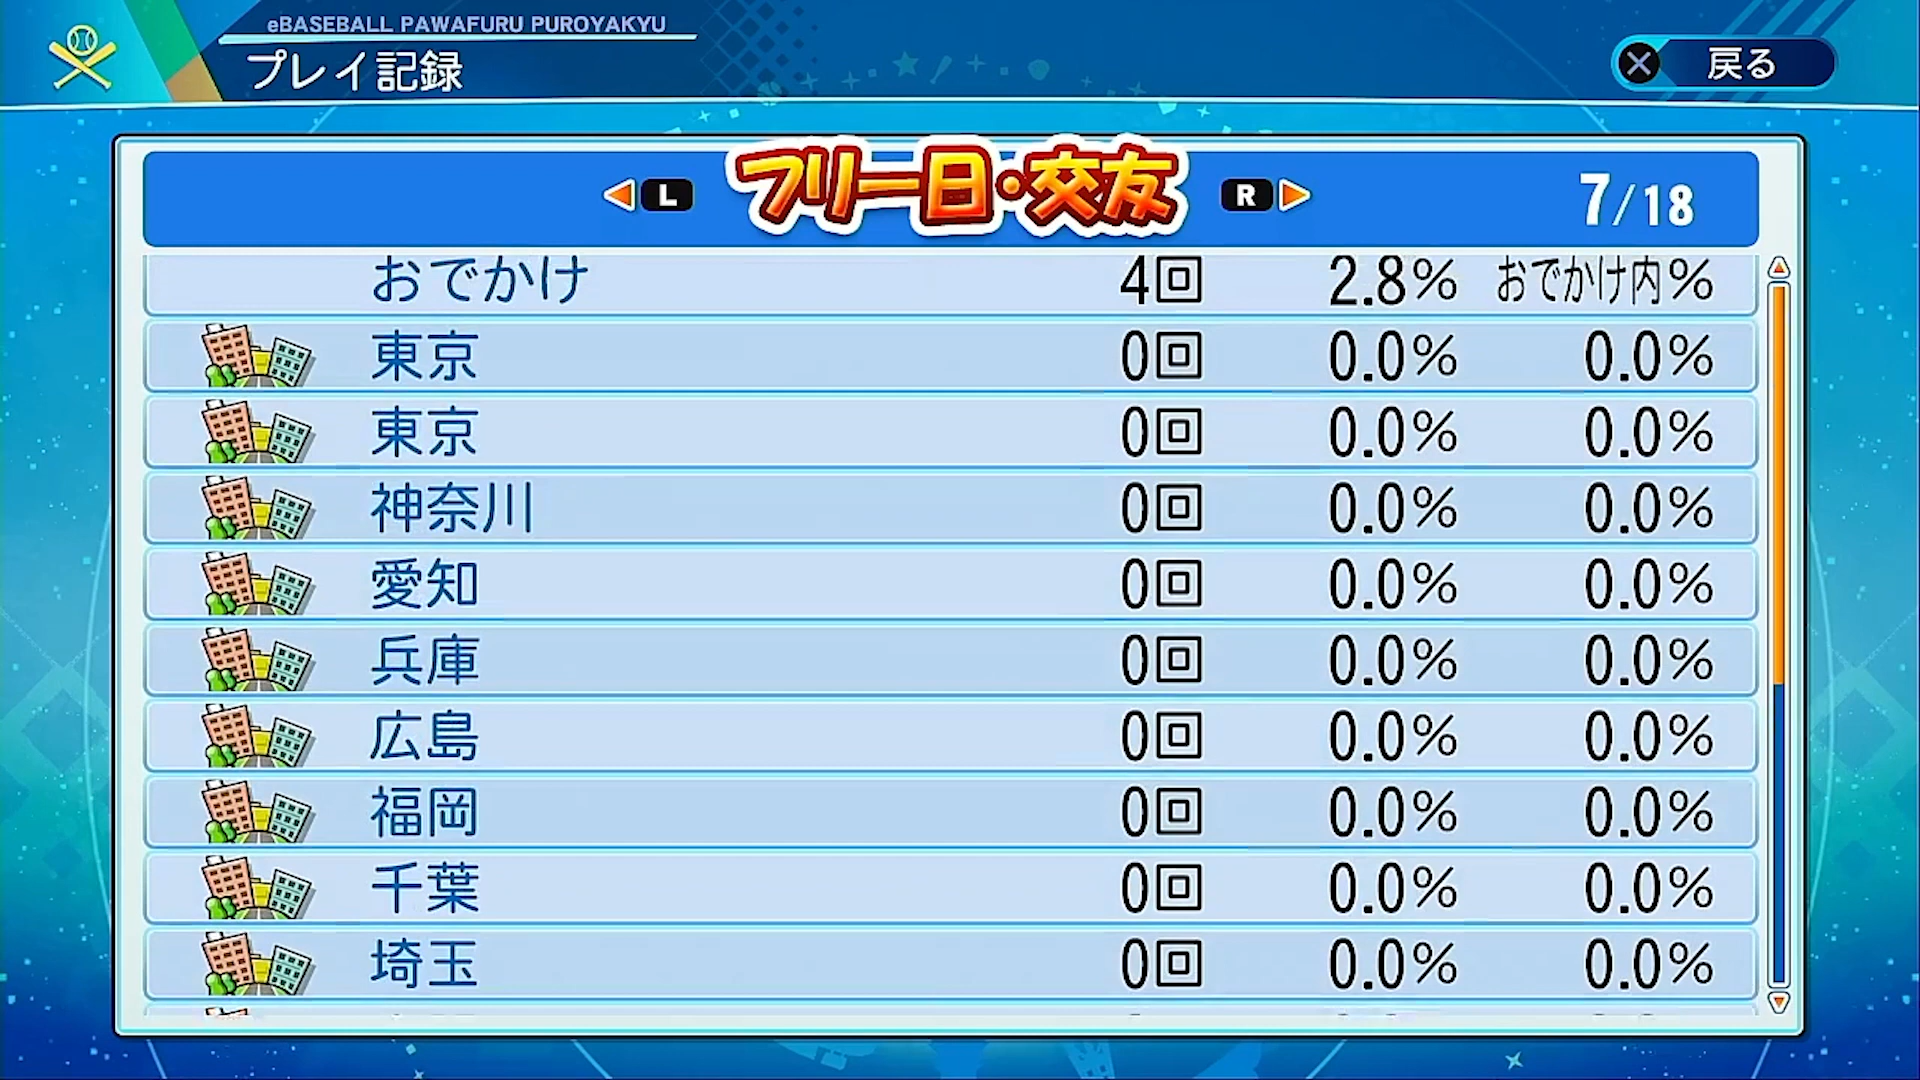 eBASEBALL PAWAFURU PUROYAKYU
プレイ記録
戻る
L フリー日・交友 R 7/18
おでかけ 4回 2.8% おでかけ内%
東京 0回 0.0% 0.0%
東京 0回 0.0% 0.0%
神奈川 0回 0.0% 0.0%
愛知 0回 0.0% 0.0%
兵庫 0回 0.0% 0.0%
広島 0回 0.0% 0.0%
福岡 0回 0.0% 0.0%
千葉 0回 0.0% 0.0%
埼玉 0回 0.0% 0.0%